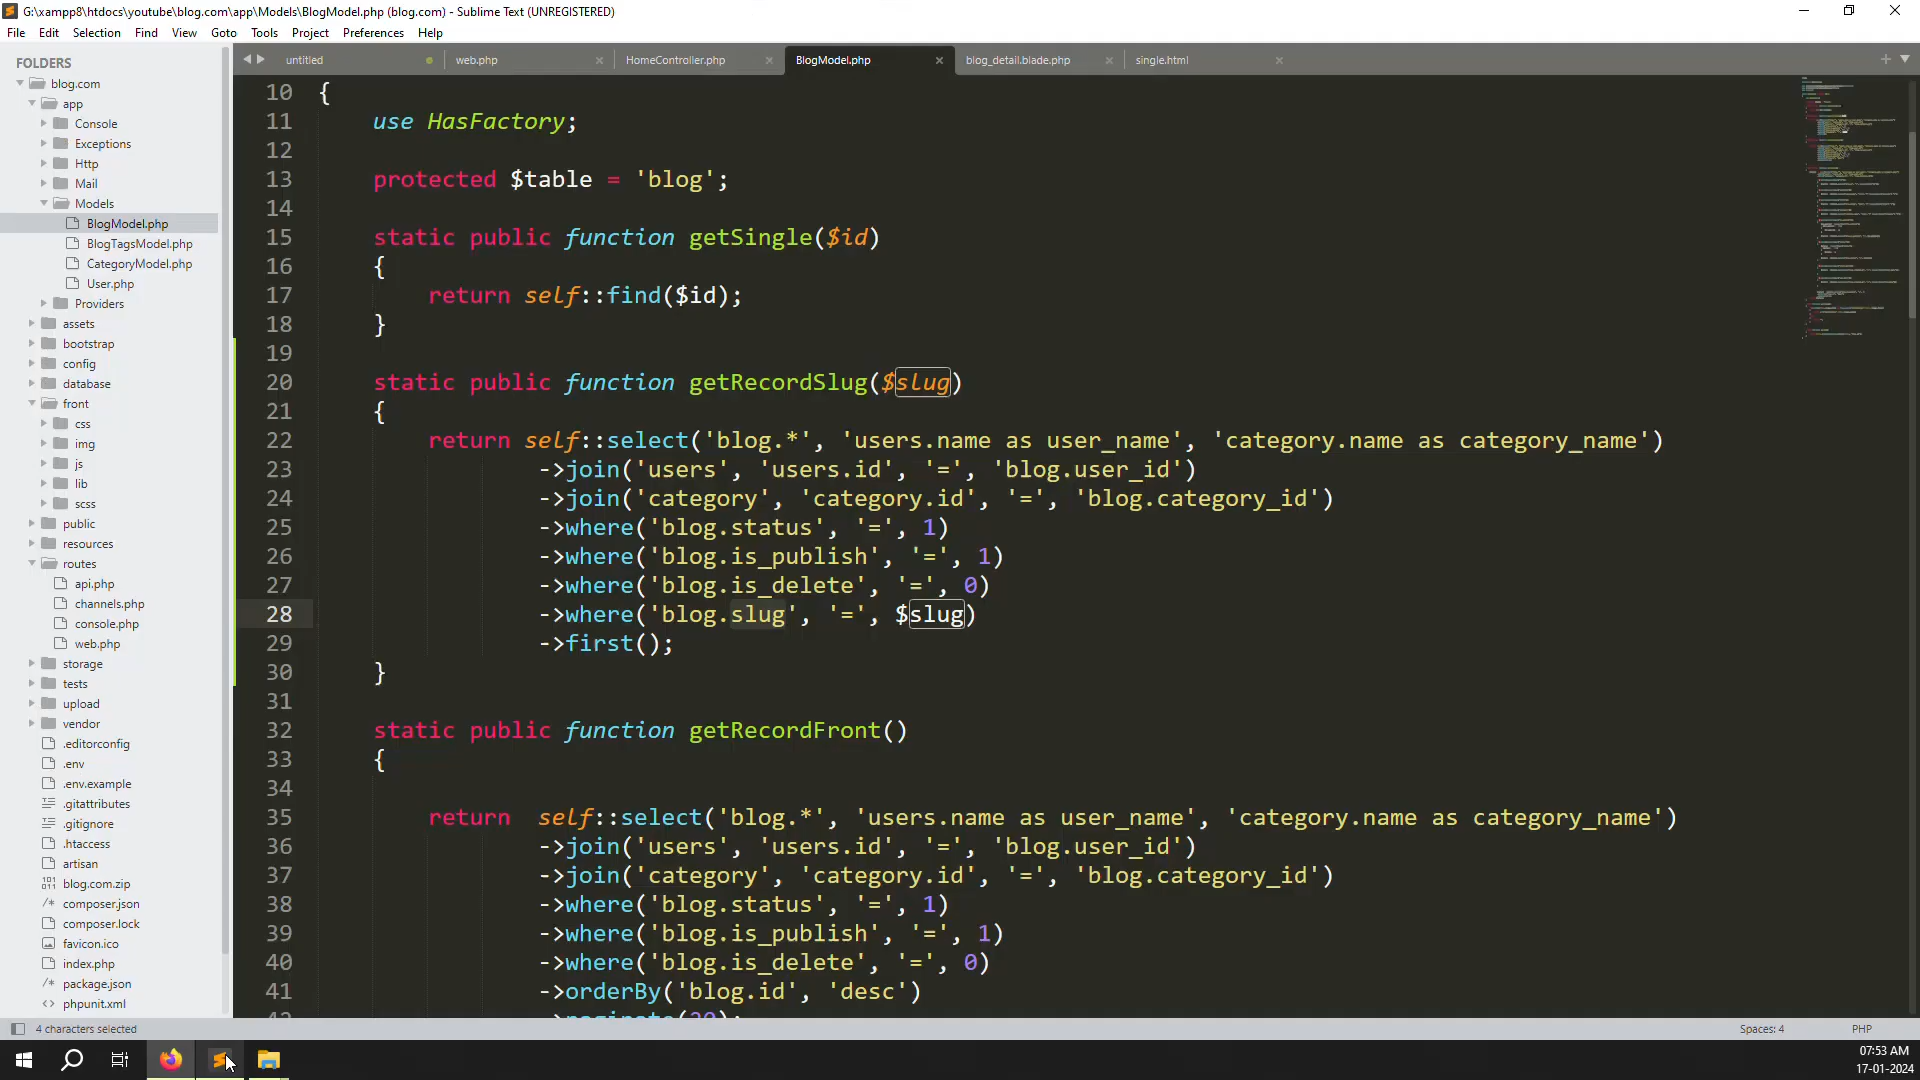 G:\xampp8\htdocs\youtube\blog.com\app\Models\BlogModel.php (blog.com) - Sublime Text (UNREGISTERED)
File Edit Selection Find View Goto Tools Project Preferences Help
FOLDERS
blog.com
app
Console
Exceptions
Http
Mail
Models
BlogModel.php
BlogTagsModel.php
CategoryModel.php
User.php
Providers
assets
bootstrap
config
database
front
css
img
js
lib
scss
public
resources
routes
api.php
channels.php
console.php
web.php
storage
tests
upload
vendor
.editorconfig
.env
.env.example
.gitattributes
.gitignore
.htaccess
artisan
blog.com.zip
composer.json
composer.lock
favicon.ico
index.php
package.json
phpunit.xml
untitled web.php HomeController.php BlogModel.php blog_detail.blade.php single.html
10 {
11 use HasFactory;
12
13 protected $table = 'blog';
14
15 static public function getSingle($id)
16 {
17 return self::find($id);
18 }
19
20 static public function getRecordSlug($slug)
21 {
22 return self::select('blog.*', 'users.name as user_name', 'category.name as category_name')
23 ->join('users', 'users.id', '=', 'blog.user_id')
24 ->join('category', 'category.id', '=', 'blog.category_id')
25 ->where('blog.status', '=', 1)
26 ->where('blog.is_publish', '=', 1)
27 ->where('blog.is_delete', '=', 0)
28 ->where('blog.slug', '=', $slug)
29 ->first();
30 }
31
32 static public function getRecordFront()
33 {
34
35 return self::select('blog.*', 'users.name as user_name', 'category.name as category_name')
36 ->join('users', 'users.id', '=', 'blog.user_id')
37 ->join('category', 'category.id', '=', 'blog.category_id')
38 ->where('blog.status', '=', 1)
39 ->where('blog.is_publish', '=', 1)
40 ->where('blog.is_delete', '=', 0)
41 ->orderBy('blog.id', 'desc')
4 characters selected
Spaces: 4 PHP
07:53 AM
17-01-2024